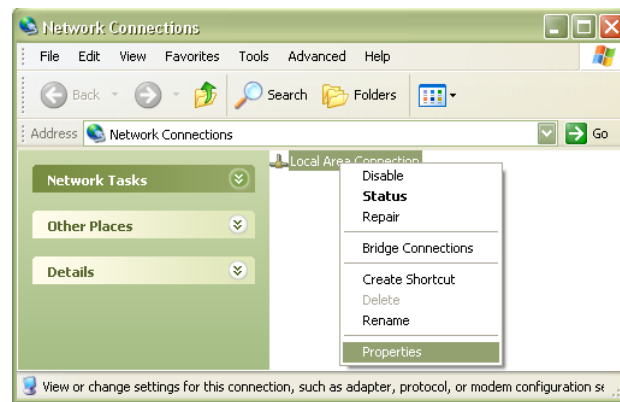 Network Connections
File Edit View Favorites Tools Advanced Help
Back Search Folders
Address Network Connections Go
Network Tasks
Other Places
Details
Local Area Connection
Disable
Status
Repair
Bridge Connections
Create Shortcut
Delete
Rename
Properties
View or change settings for this connection, such as adapter, protocol, or modem configuration se